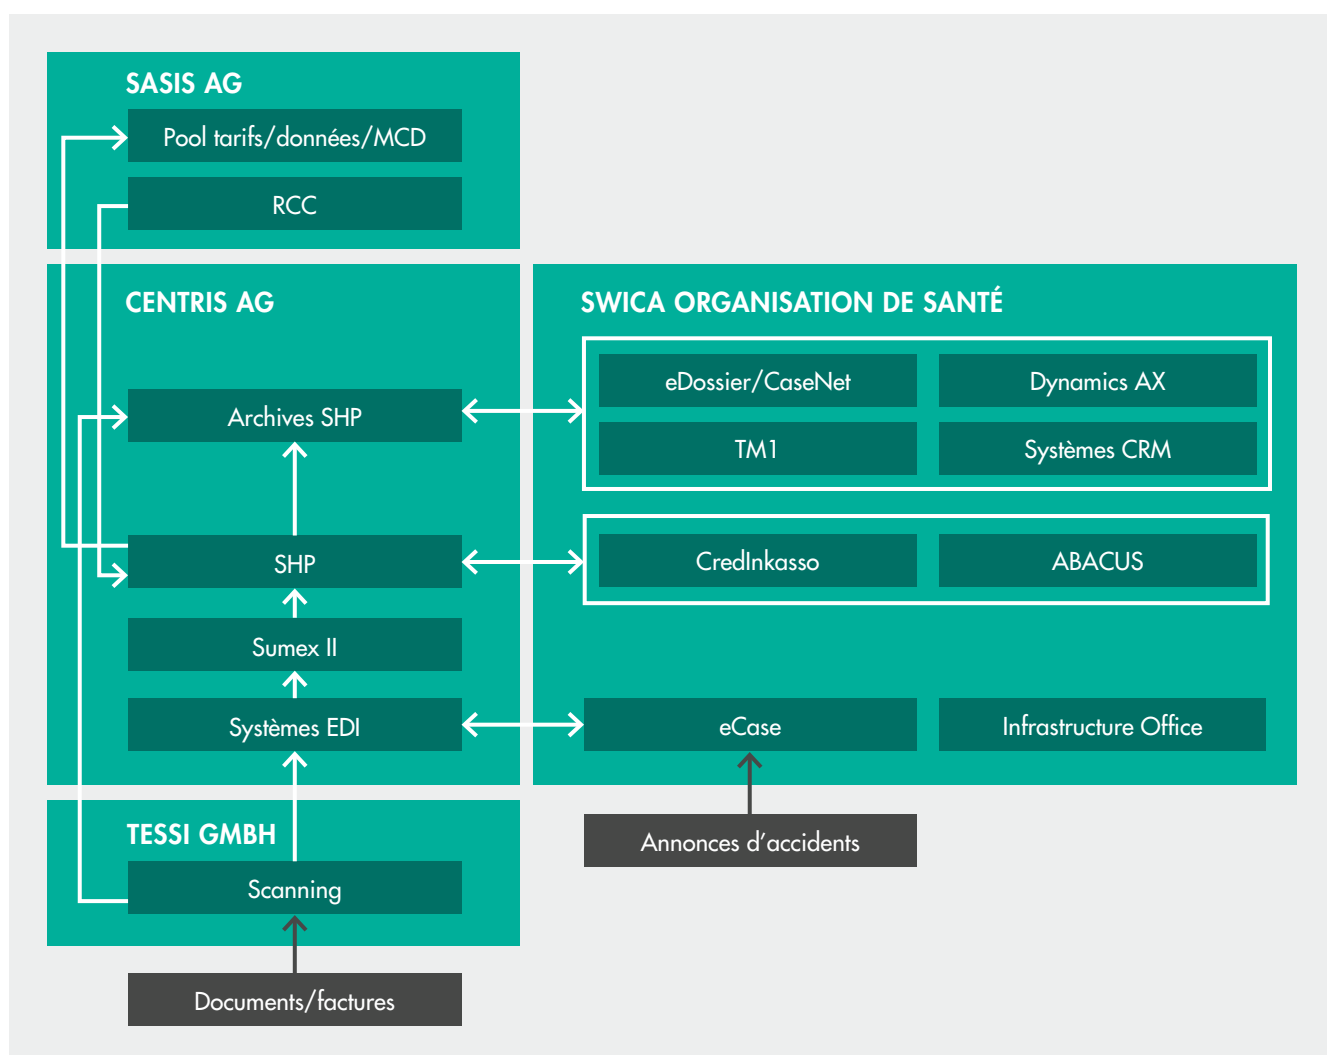 SASIS AG
Pool tarifs/données/MCD
RCC
CENTRIS AG
Archives SHP
SHP
Sumex II
Systèmes EDI
TESSI GMBH
Scanning
Documents/factures
SWICA ORGANISATION DE SANTÉ
eDossier/CaseNet
Dynamics AX
TM1
Systèmes CRM
CredInkasso
ABACUS
eCase
Infrastructure Office
Annonces d’accidents